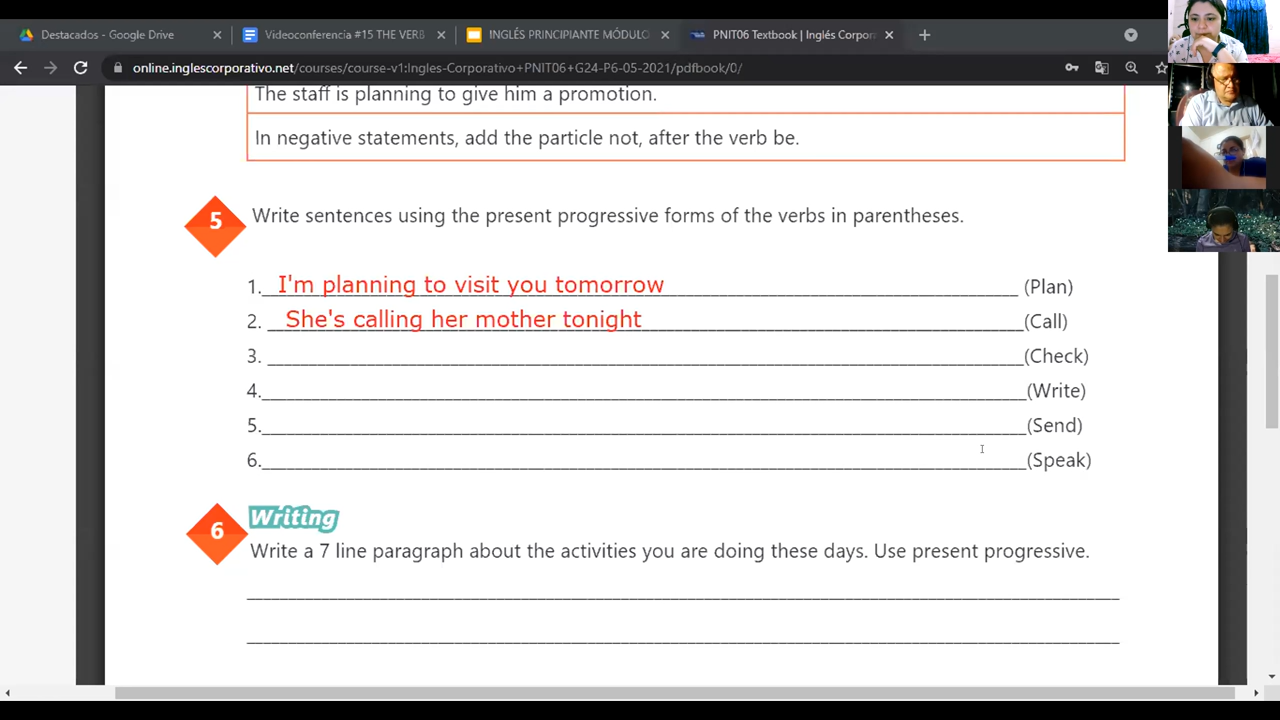 Destacados - Google Drive
Videoconferencia #15 THE VERB
INGLÉS PRINCIPIANTE MÓDULO
PNIT06 Textbook | Inglés Corpor
online.inglescorporativo.net/courses/course-v1:Ingles-Corporativo+PNIT06+G24-P6-05-2021/pdfbook/0/
The staff is planning to give him a promotion.
In negative statements, add the particle not, after the verb be.
5 Write sentences using the present progressive forms of the verbs in parentheses.
1. I'm planning to visit you tomorrow (Plan)
2. She's calling her mother tonight (Call)
3. (Check)
4. (Write)
5. (Send)
6. (Speak)
6 Writing
Write a 7 line paragraph about the activities you are doing these days. Use present progressive.